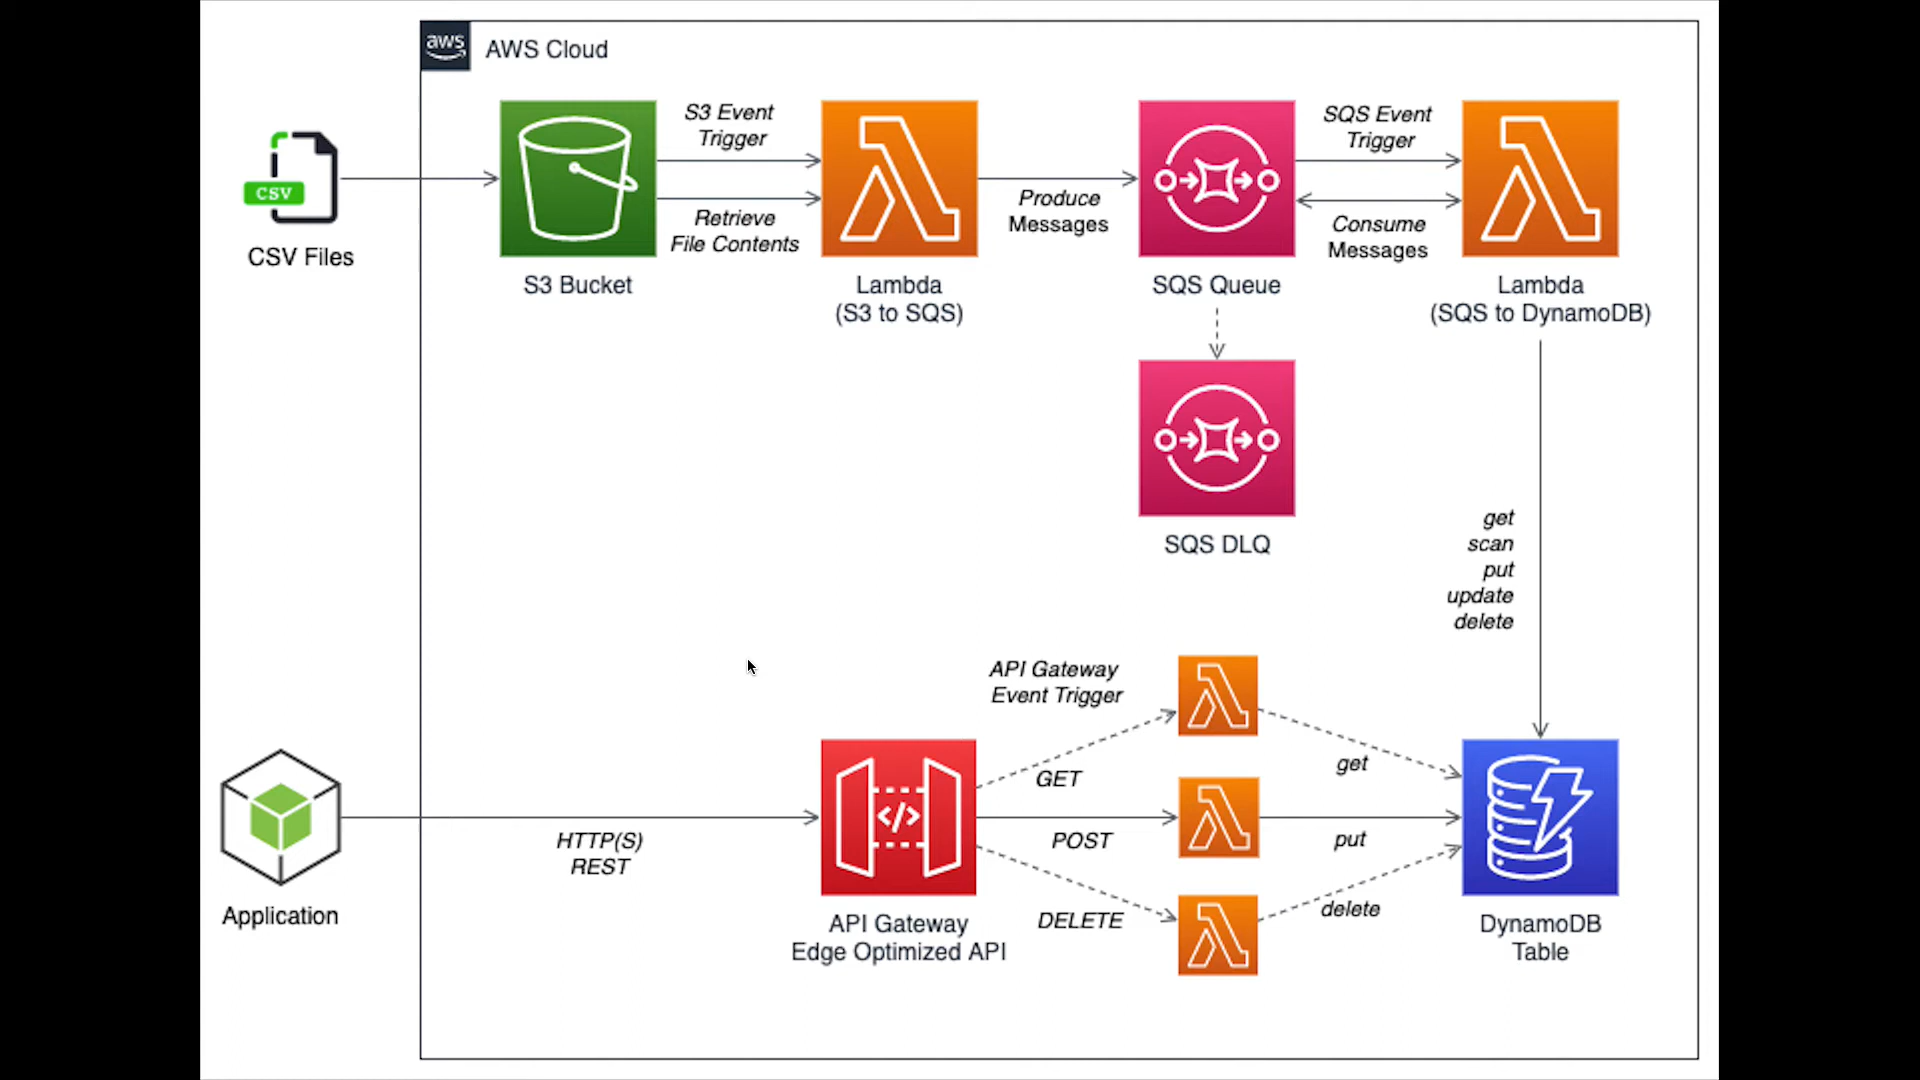 aws
AWS Cloud
S3 Event
Trigger
SQS Event
Trigger
CSV
Retrieve
File Contents
Produce
Messages
Consume
Messages
CSV Files
S3 Bucket
Lambda
(S3 to SQS)
SQS Queue
Lambda
(SQS to DynamoDB)
SQS DLQ
get
scan
put
update
delete
API Gateway
Event Trigger
GET
get
</>
HTTP(S)
REST
POST
put
Application
API Gateway
Edge Optimized API
DELETE
delete
DynamoDB
Table